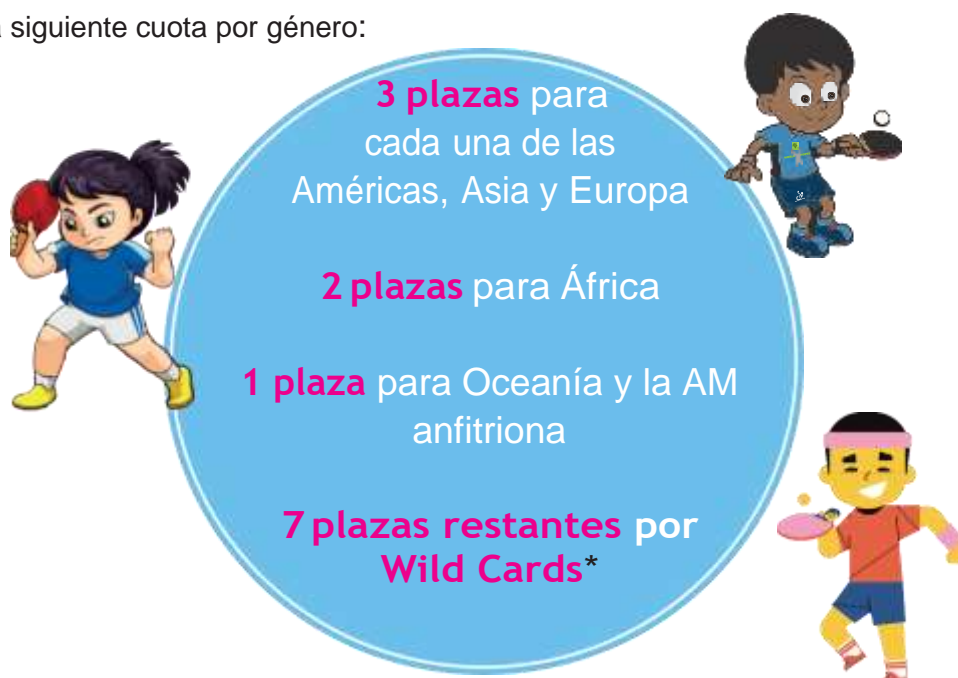 siguiente cuota por género:
3 plazas para
cada una de las
Américas, Asia y Europa
2 plazas para África
1 plaza para Oceanía y la AM
anfitriona
7 plazas restantes por
Wild Cards*